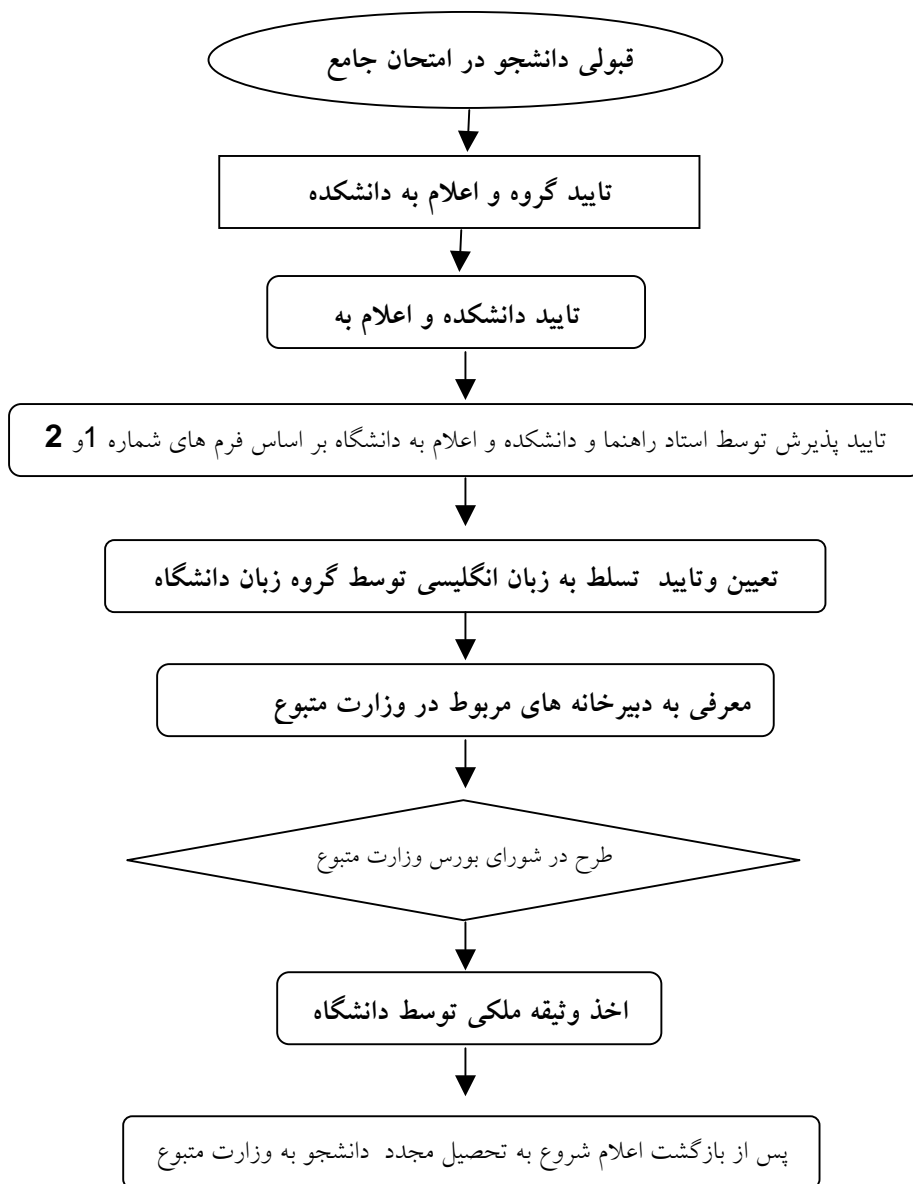 قبولی دانشجو در امتحان جامع
تایید گروه و اعلام به دانشکده
تایید دانشکده و اعلام به
تایید پذیرش توسط استاد راهنما و دانشکده و اعلام به دانشگاه بر اساس فرم های شماره 1و 2
تعیین وتایید تسلط به زبان انگلیسی توسط گروه زبان دانشگاه
معرفی به دبیرخانه های مربوط در وزارت متبوع
طرح در شورای بورس وزارت متبوع
اخذ وثیقه ملکی توسط دانشگاه
پس از بازگشت اعلام شروع به تحصیل مجدد دانشجو به وزارت متبوع